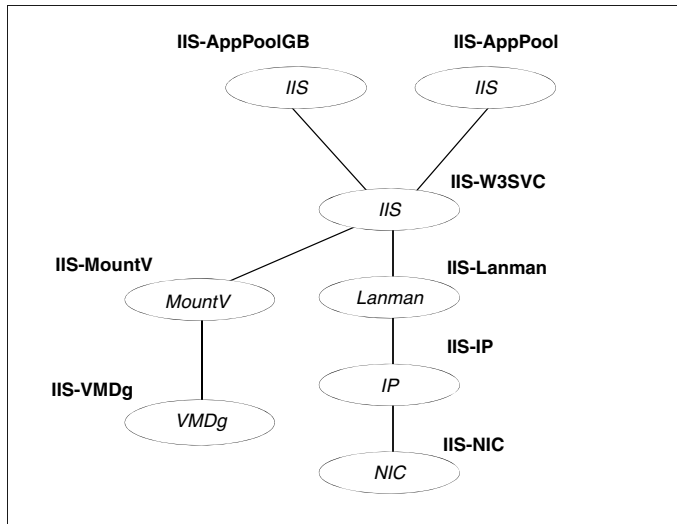 IIS-AppPoolGB
IIS-AppPool
IIS
IIS
IIS-W3SVC
IIS
IIS-MountV
IIS-Lanman
MountV
Lanman
IIS-IP
IIS-VMDg
IP
VMDg
IIS-NIC
NIC